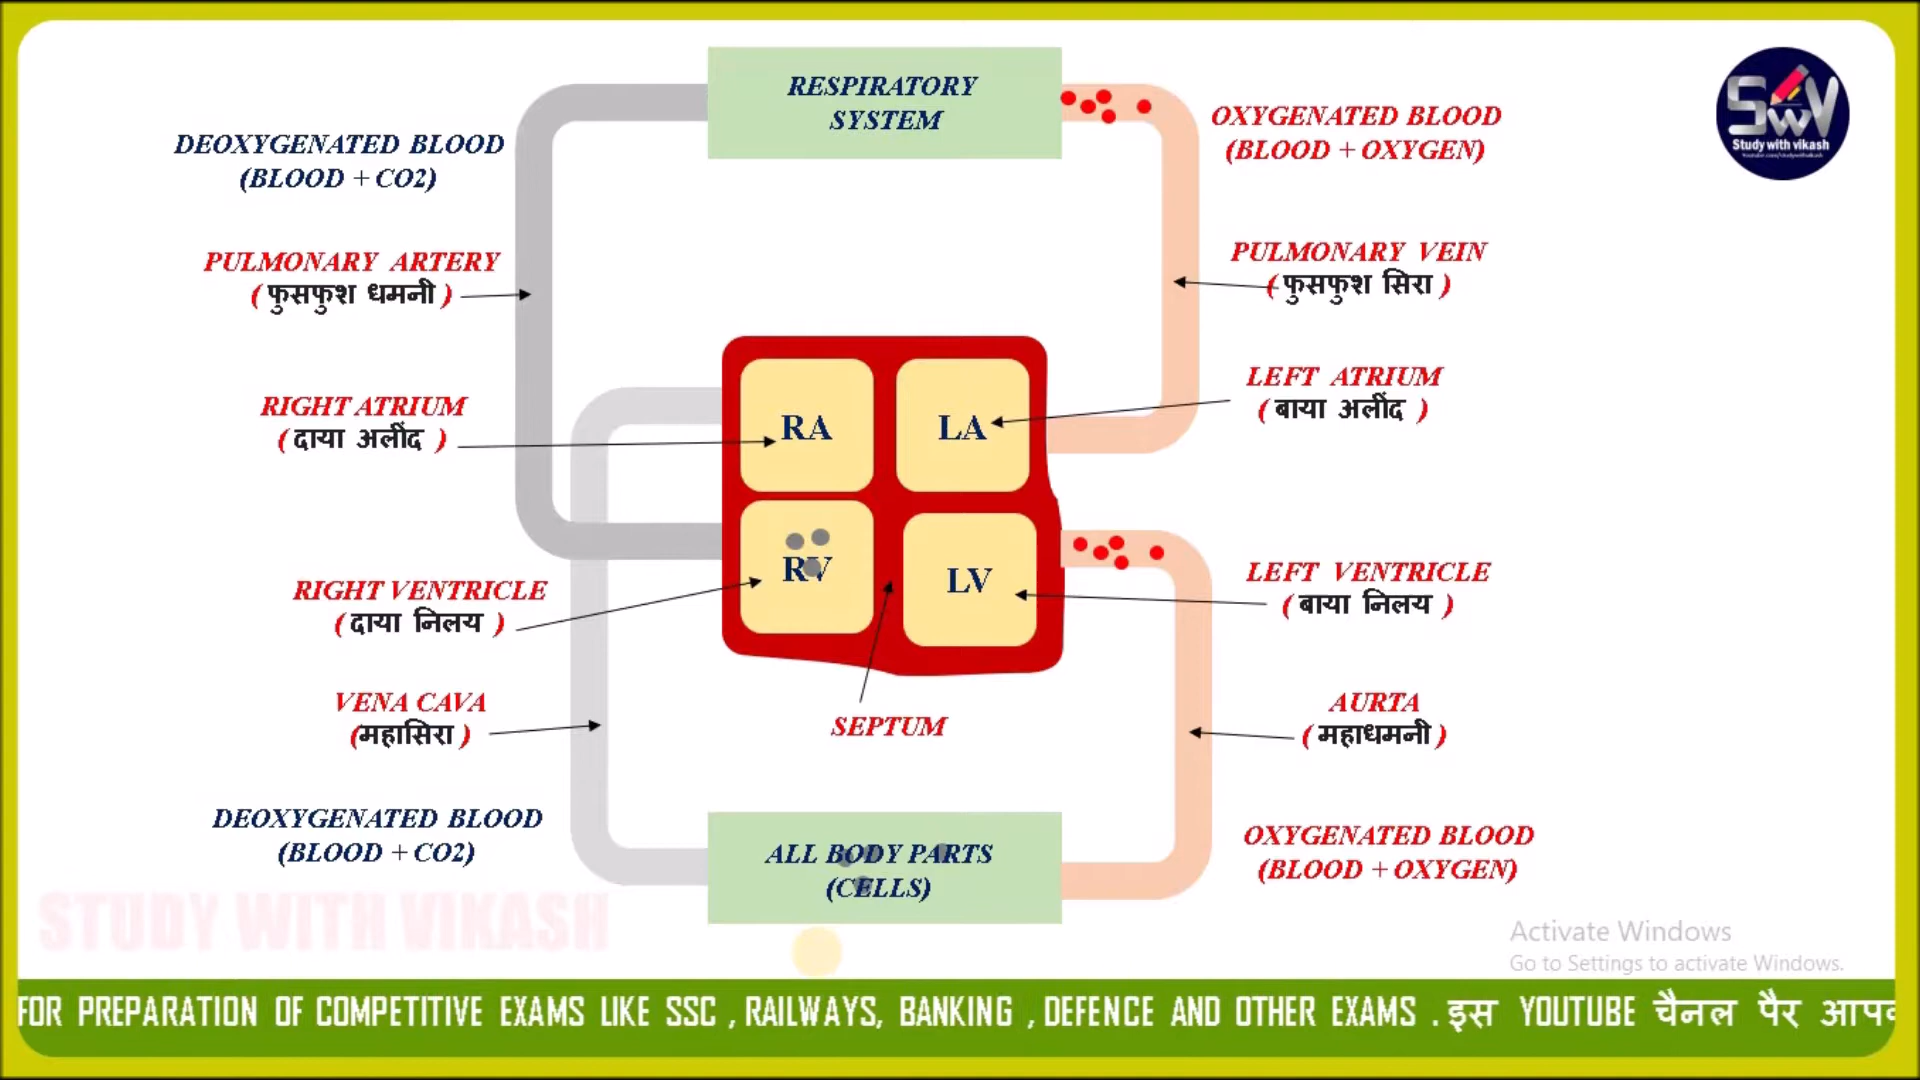 RESPIRATORY
SYSTEM
DEOXYGENATED BLOOD
(BLOOD + CO2)
OXYGENATED BLOOD
(BLOOD + OXYGEN)
SwV
Study with vikash
PULMONARY ARTERY
( फुसफुश धमनी )
PULMONARY VEIN
( फुसफुश सिरा )
RIGHT ATRIUM
( दाया अलींद )
RA
LA
LEFT ATRIUM
( बाया अलींद )
RIGHT VENTRICLE
( दाया निलय )
RV
LV
LEFT VENTRICLE
( बाया निलय )
VENA CAVA
(महासिरा )
SEPTUM
AURTA
( महाधमनी )
DEOXYGENATED BLOOD
(BLOOD + CO2)
ALL BODY PARTS
(CELLS)
OXYGENATED BLOOD
(BLOOD + OXYGEN)
STUDY WITH VIKASH
Activate Windows
Go to Settings to activate Windows.
FOR PREPARATION OF COMPETITIVE EXAMS LIKE SSC , RAILWAYS, BANKING , DEFENCE AND OTHER EXAMS . इस YOUTUBE चैनल पैर